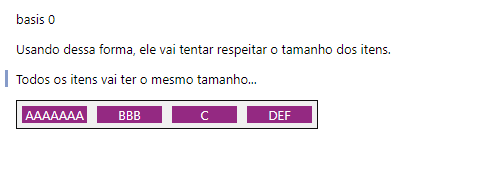 basis 0
Usando dessa forma, ele vai tentar respeitar o tamanho dos itens.
Todos os itens vai ter o mesmo tamanho...
AAAAAAA BBB C DEF